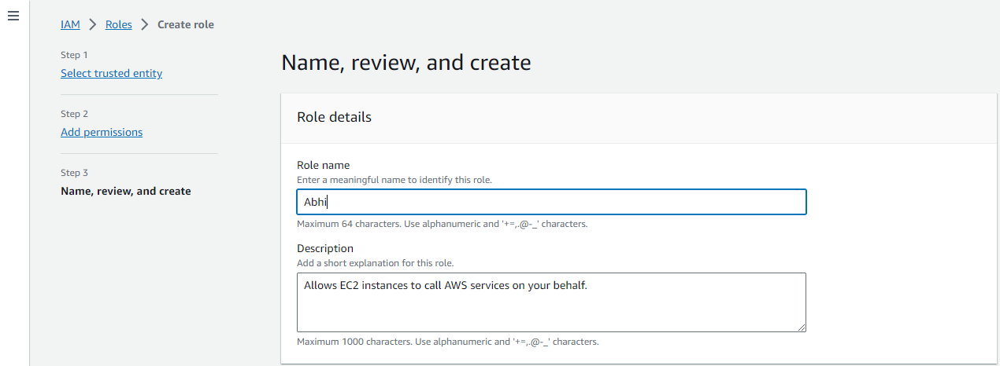 IAM > Roles > Create role
Step 1
Select trusted entity
Step 2
Add permissions
Step 3
Name, review, and create
Name, review, and create
Role details
Role name
Enter a meaningful name to identify this role.
Abhi
Maximum 64 characters. Use alphanumeric and '+=,.@-_' characters.
Description
Add a short explanation for this role.
Allows EC2 instances to call AWS services on your behalf.
Maximum 1000 characters. Use alphanumeric and '+=,.@-_' characters.